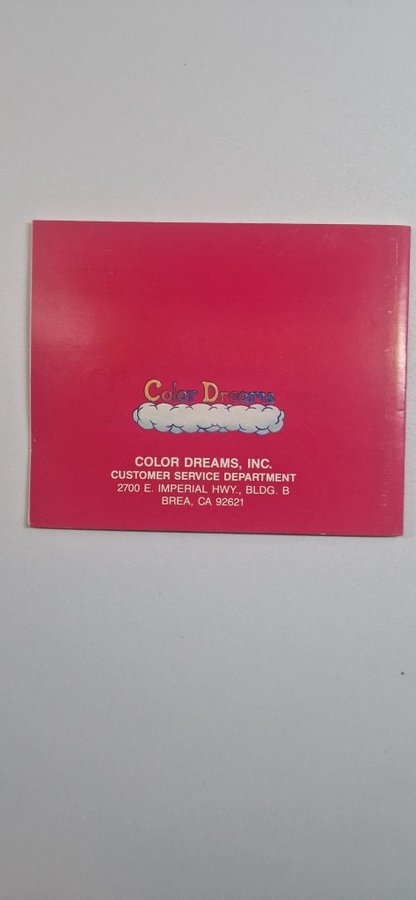 Color Dreams
COLOR DREAMS, INC.
CUSTOMER SERVICE DEPARTMENT
2700 E. IMPERIAL HWY., BLDG. B
BREA, CA 92621